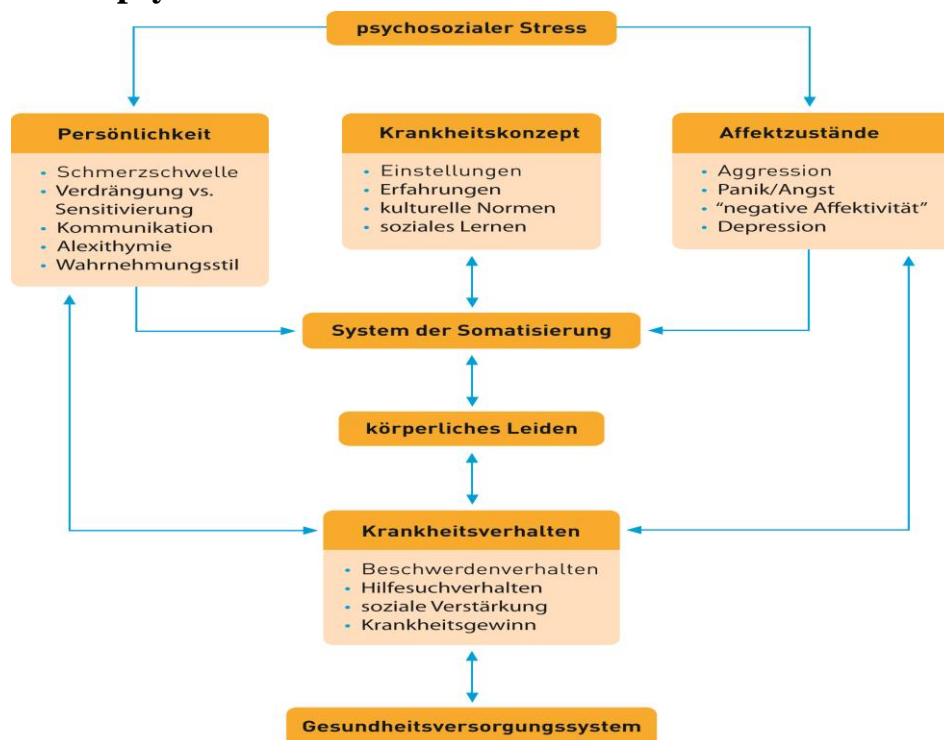 psychosozialer Stress
Persönlichkeit
Schmerzschwelle
Verdrängung vs.
Sensitivierung
Kommunikation
Alexithymie
Wahrnehmungsstil
Krankheitskonzept
Einstellungen
Erfahrungen
kulturelle Normen
soziales Lernen
Affektzustände
Aggression
Panik/Angst
“negative Affektivität”
Depression
System der Somatisierung
körperliches Leiden
Krankheitsverhalten
Beschwerdenverhalten
Hilfesuchverhalten
soziale Verstärkung
Krankheitsgewinn
Gesundheitsversorgungssystem